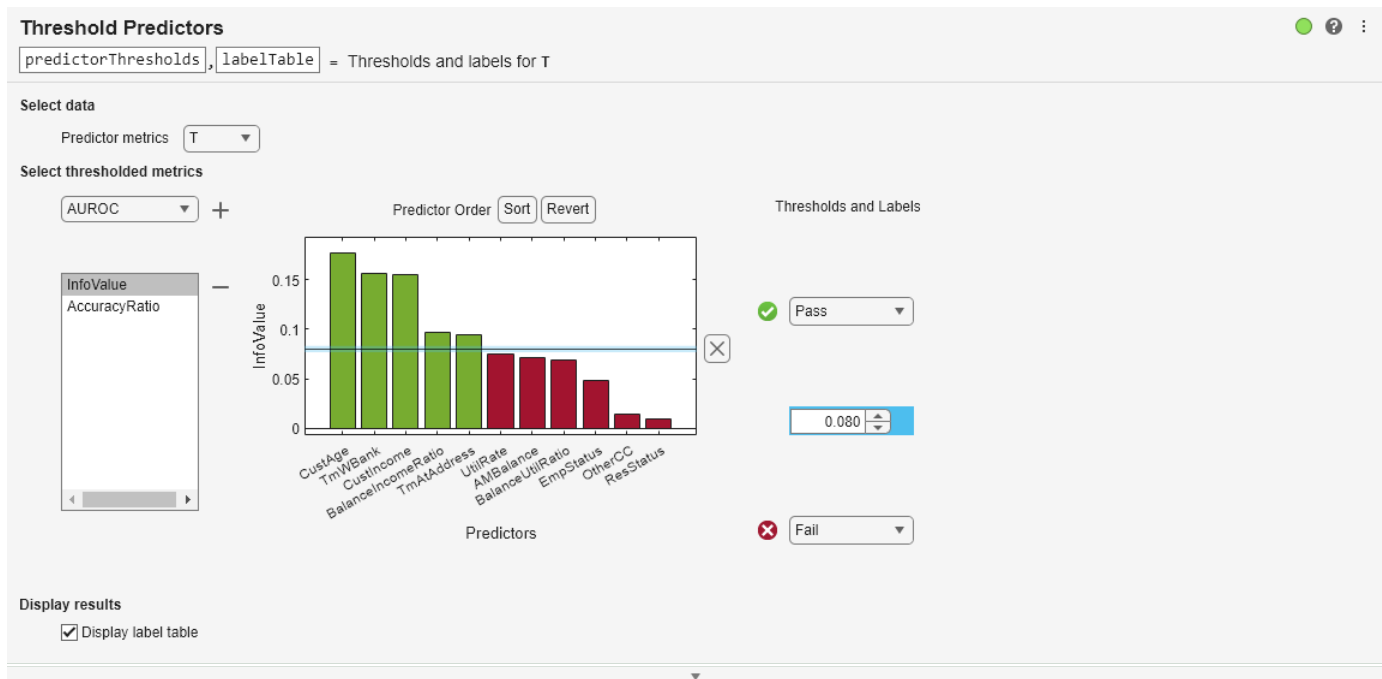 Threshold Predictors
predictorThresholds , labelTable = Thresholds and labels for T
Select data
Predictor metrics T
Select thresholded metrics
AUROC
Predictor Order Sort Revert
Thresholds and Labels
InfoValue
AccuracyRatio
InfoValue
0.15
0.1
0.05
0
CustAge
TmWBank
CustIncome
BalanceIncomeRatio
TmAtAddress
UtilRate
AMBalance
BalanceUtilRatio
EmpStatus
OtherCC
ResStatus
Predictors
Pass
0.080
Fail
Display results
Display label table